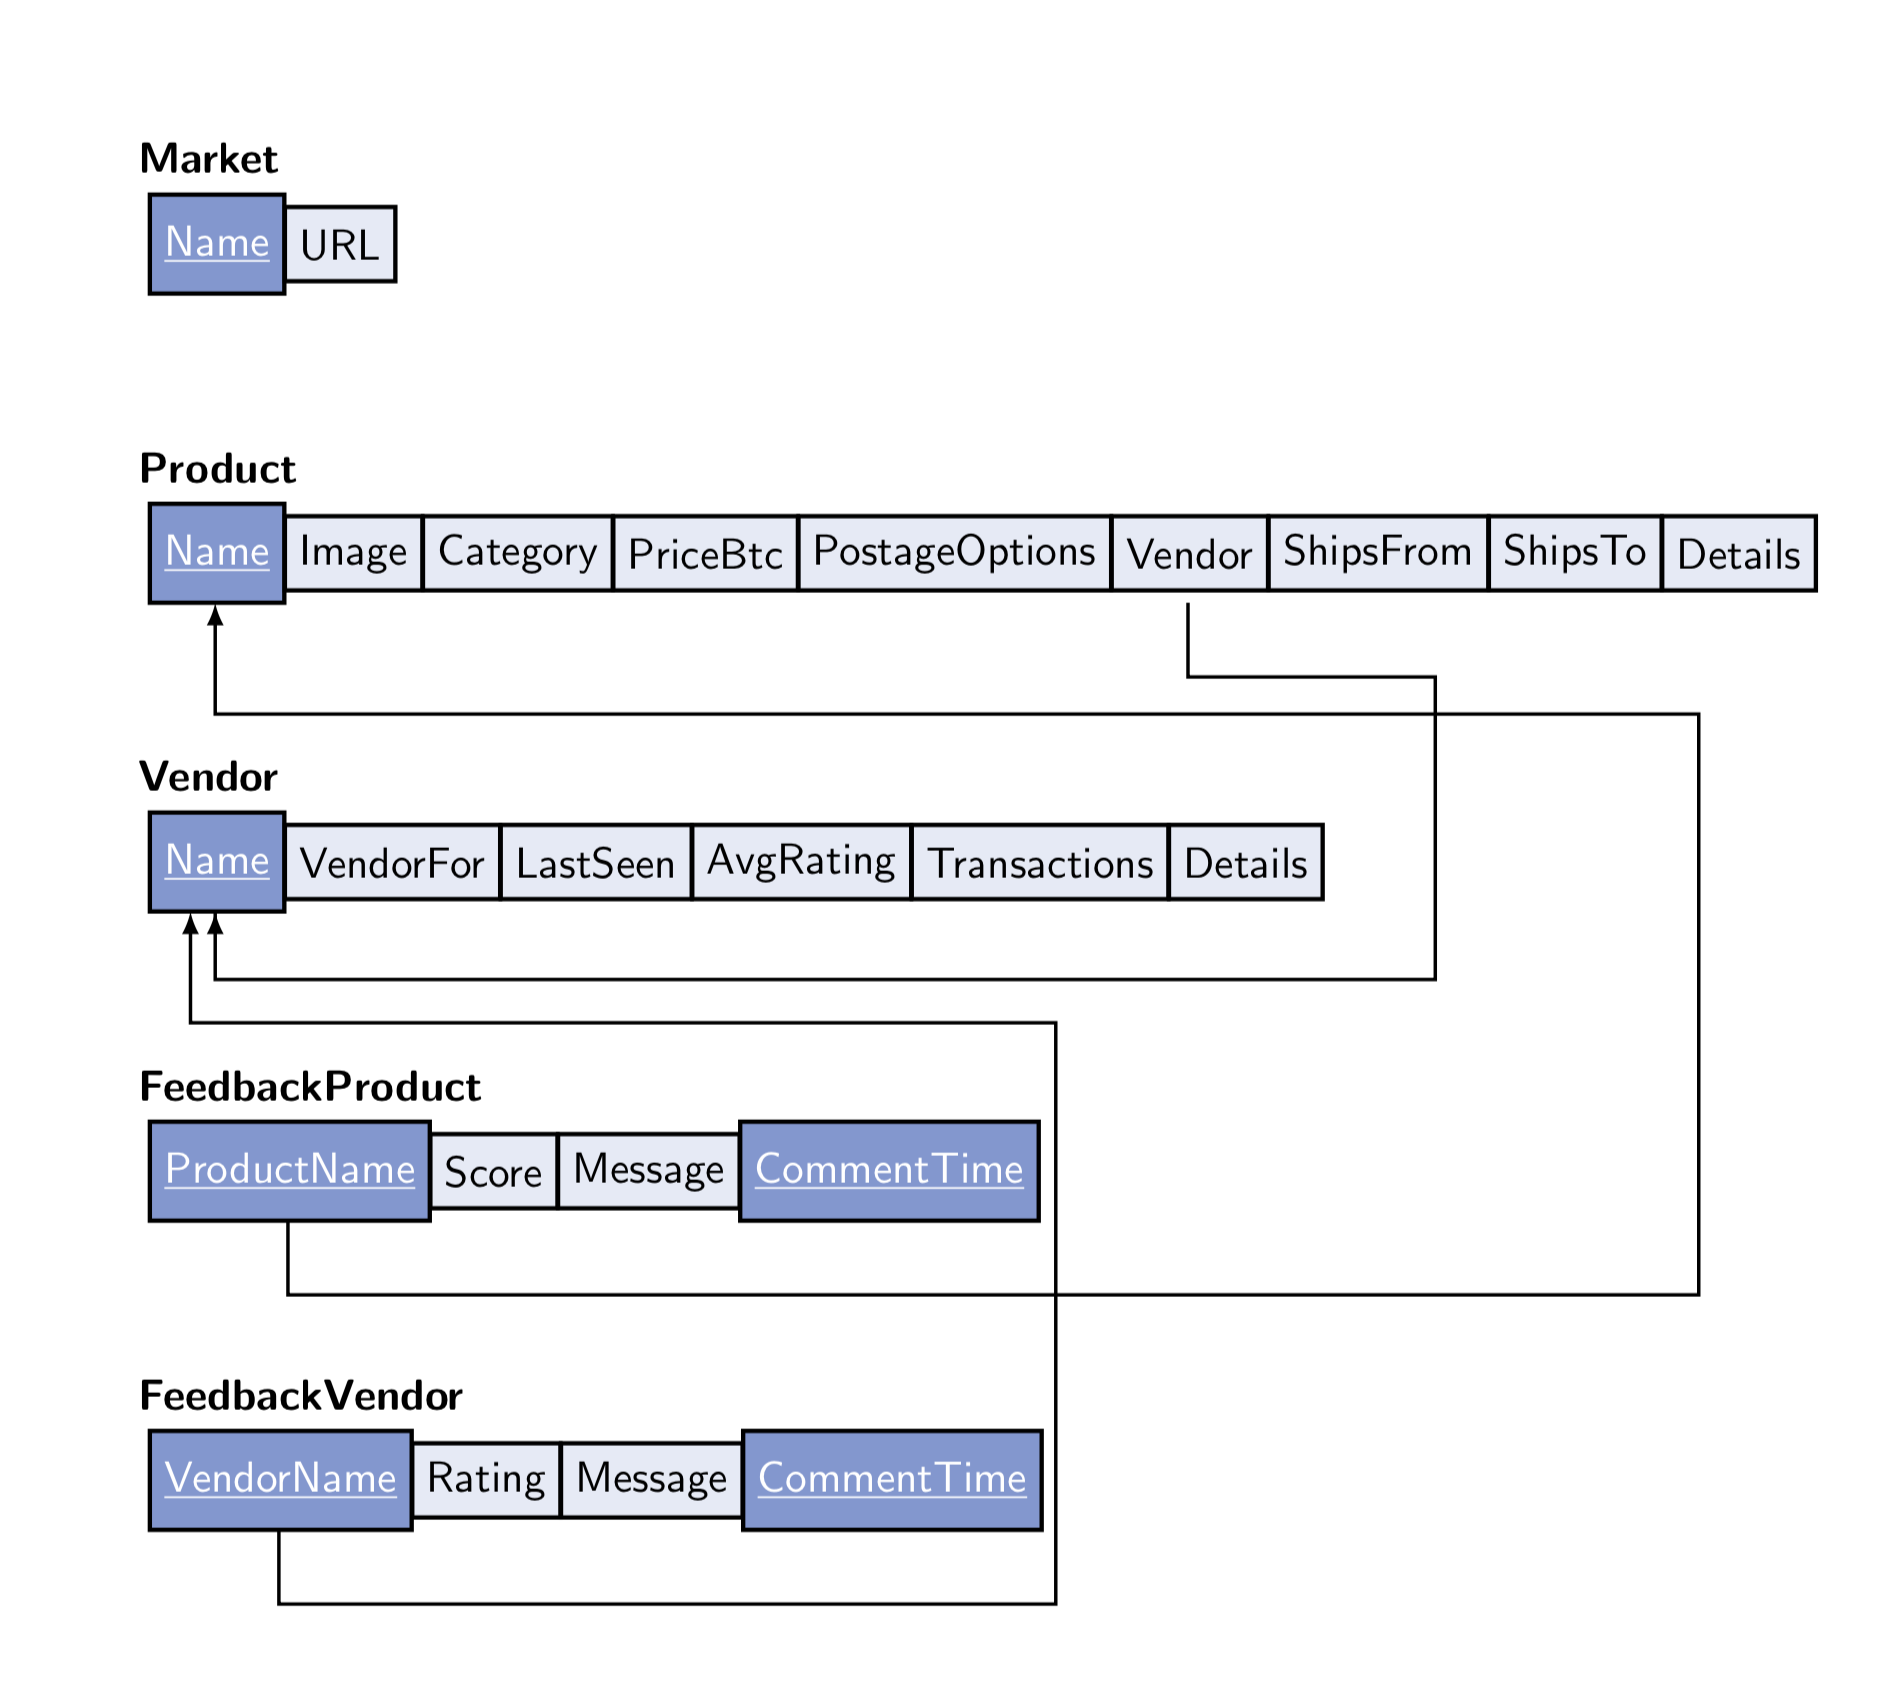 Market
Name URL
Product
Name Image Category PriceBtc PostageOptions Vendor ShipsFrom ShipsTo Details
Vendor
Name VendorFor LastSeen AvgRating Transactions Details
FeedbackProduct
ProductName Score Message CommentTime
FeedbackVendor
VendorName Rating Message CommentTime